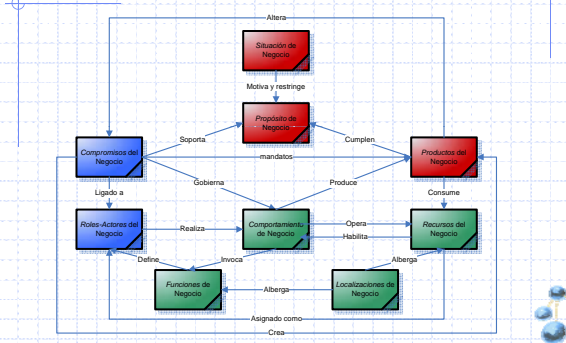 Altera
Situación de
Negocio
Motiva y restringe
Propósito de
Negocio
Soporta
Cumplen
Compromisos del
Negocio
mandatos
Productos del
Negocio
Ligado a
Gobierna
Produce
Consume
Roles-Actores del
Negocio
Realiza
Comportamiento
de Negocio
Opera
Habilita
Recursos del
Negocio
Define
Invoca
Alberga
Funciones de
Negocio
Alberga
Localizaciones de
Negocio
Asignado como
Crea